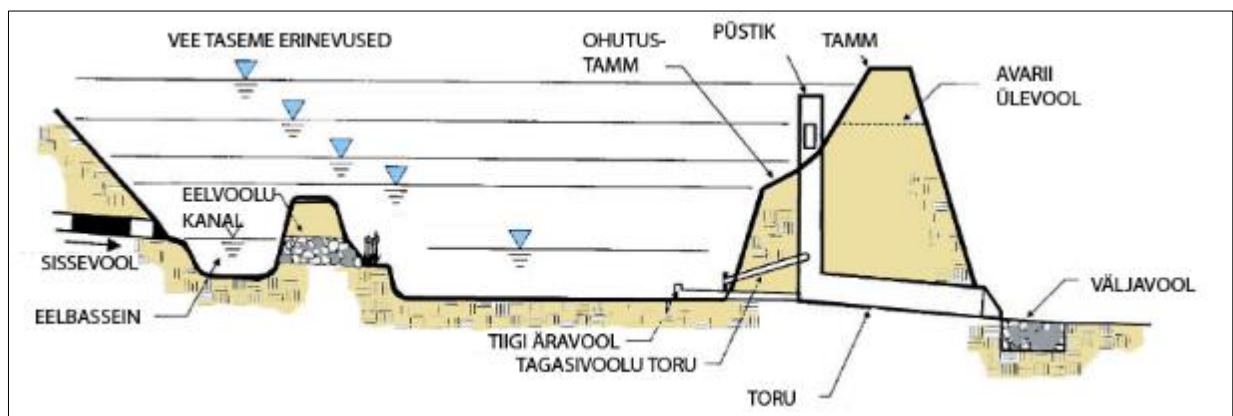 VEE TASEME ERINEVUSED
OHUTUS-
TAMM
PÜSTIK
TAMM
AVARII
ÜLEVOOL
EELVOOLU
KANAL
SISSEVOOL
EELBASSEIN
TIIGI ÄRAVOOL
TAGASIVOOLU TORU
TORU
VÄLJAVOOL